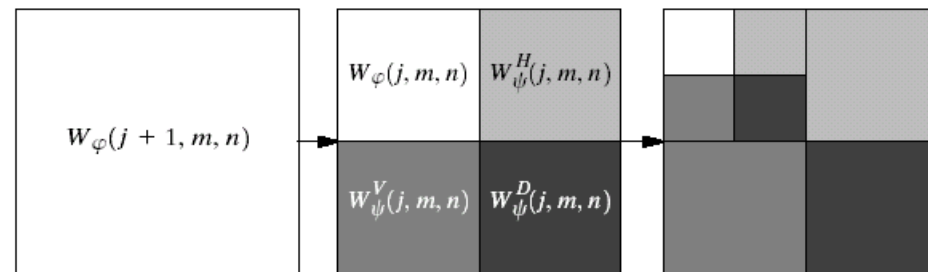 W_φ(j + 1, m, n)
W_φ(j, m, n)
W_ψ^H(j, m, n)
W_ψ^V(j, m, n)
W_ψ^D(j, m, n)